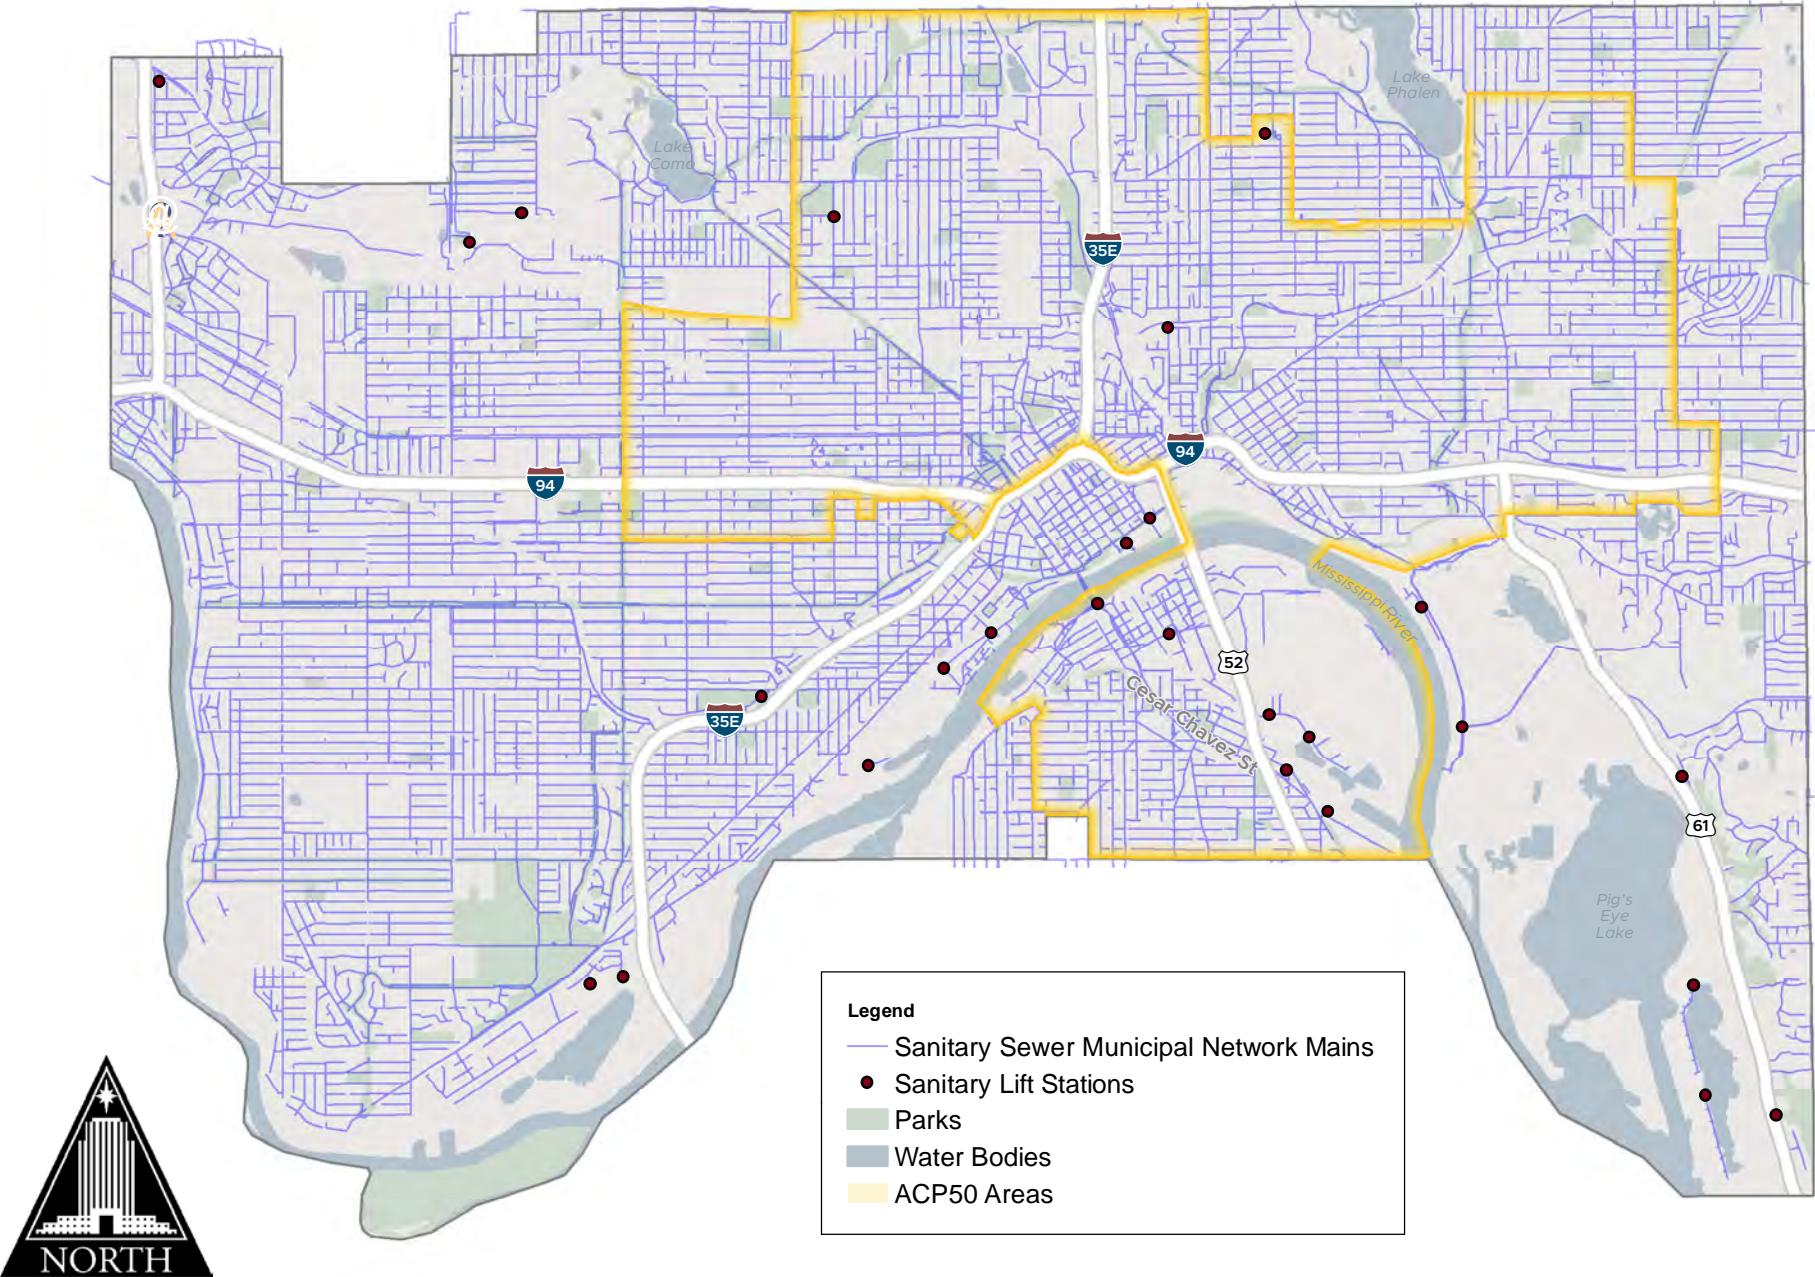 Lake
Phalen
Lake
Como
35E
94
94
Mississippi River
52
Cesar Chavez St
35E
61
Pig's
Eye
Lake
Legend
Sanitary Sewer Municipal Network Mains
Sanitary Lift Stations
Parks
Water Bodies
ACP50 Areas
NORTH